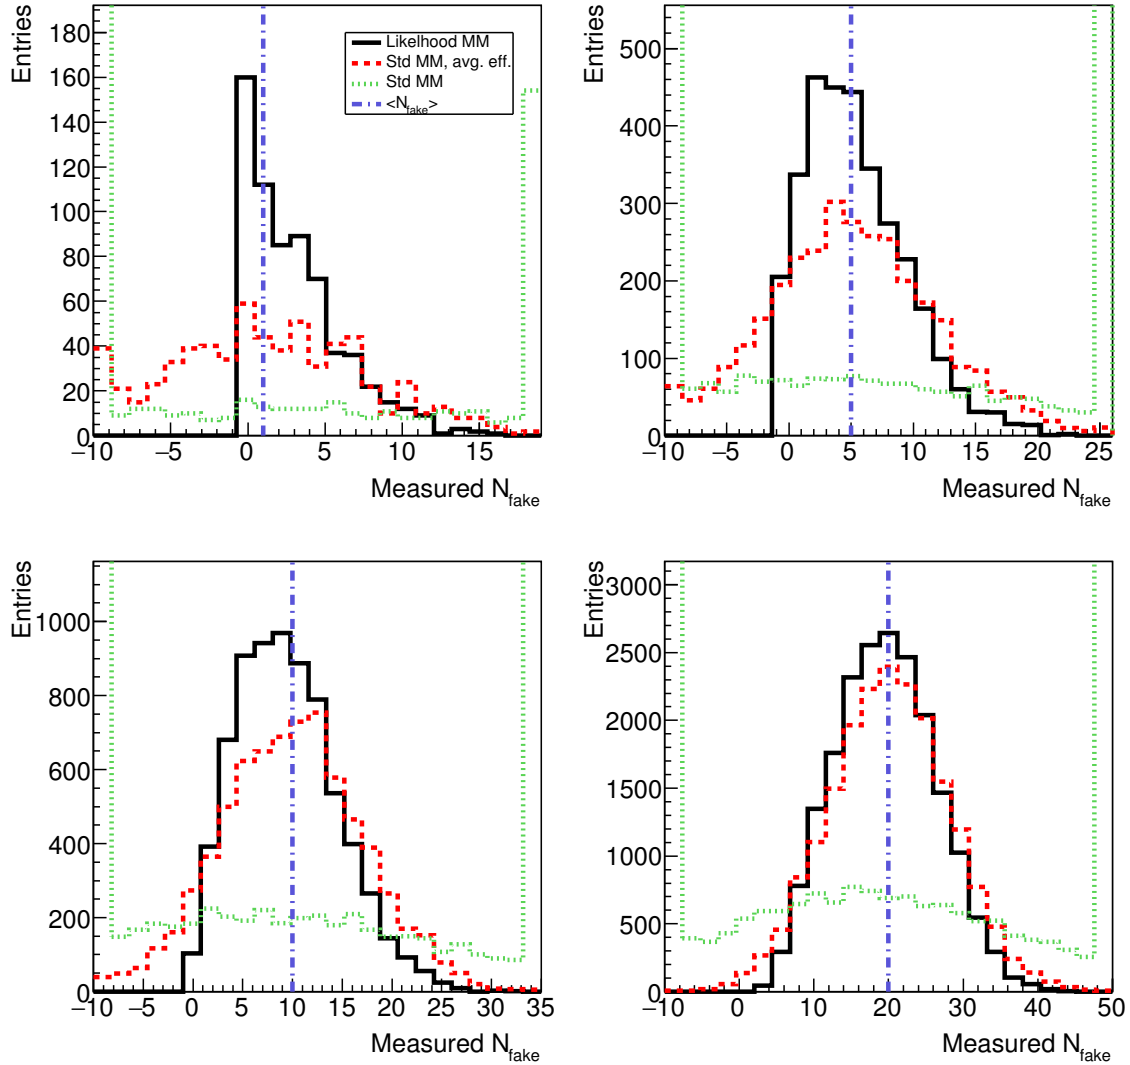 Entries
180
160
140
120
100
80
60
40
20
0
−10 −5 0 5 10 15
Measured N_fake
Likelhood MM
Std MM, avg. eff.
Std MM
<N_fake>
Entries
500
400
300
200
100
0
−10 −5 0 5 10 15 20 25
Measured N_fake
Entries
1000
800
600
400
200
0
−10 −5 0 5 10 15 20 25 30 35
Measured N_fake
Entries
3000
2500
2000
1500
1000
500
0
−10 0 10 20 30 40 50
Measured N_fake